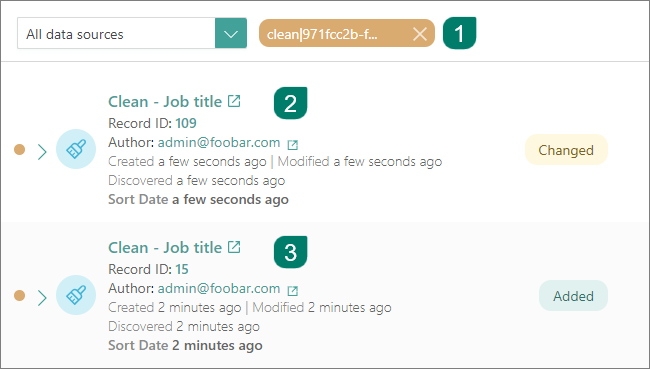 All data sources
clean|971fcc2b-f...
1
Clean - Job title
2
Record ID: 109
Author: admin@foobar.com
Created a few seconds ago | Modified a few seconds ago
Changed
Discovered a few seconds ago
Sort Date a few seconds ago
Clean - Job title
3
Record ID: 15
Author: admin@foobar.com
Created 2 minutes ago | Modified 2 minutes ago
Added
Discovered 2 minutes ago
Sort Date 2 minutes ago